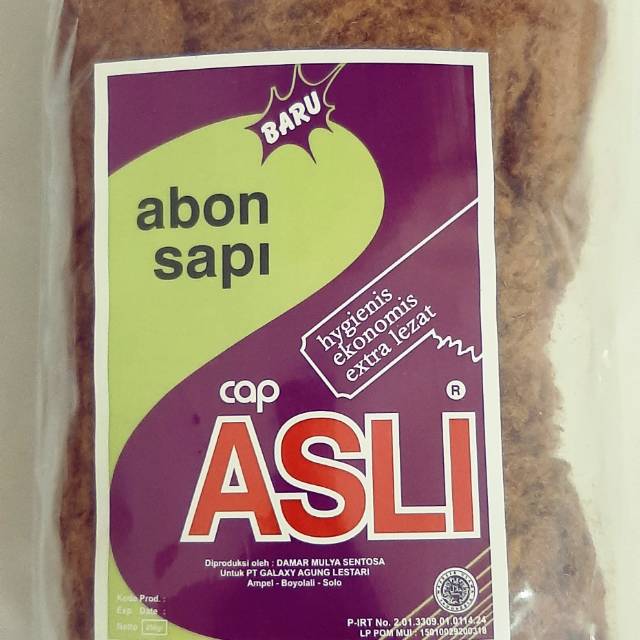 BARU
abon
sapi
hygienis
ekonomis
extra lezat
cap
ASLi
®
Diproduksi oleh : DAMAR MULYA SENTOSA
Untuk PT GALAXY AGUNG LESTARI
Ampel - Boyolali - Solo
Kode Prod. :
Exp. Date :
Netto 250gr
P-IRT No. 2.01.3309.01.0114.24
LP POM MUI : 15010029200318